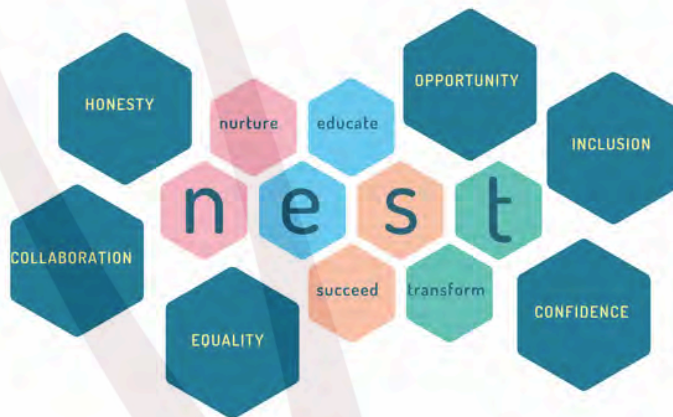 OPPORTUNITY
HONESTY
nurture educate
INCLUSION
n e s t
COLLABORATION
succeed transform
CONFIDENCE
EQUALITY